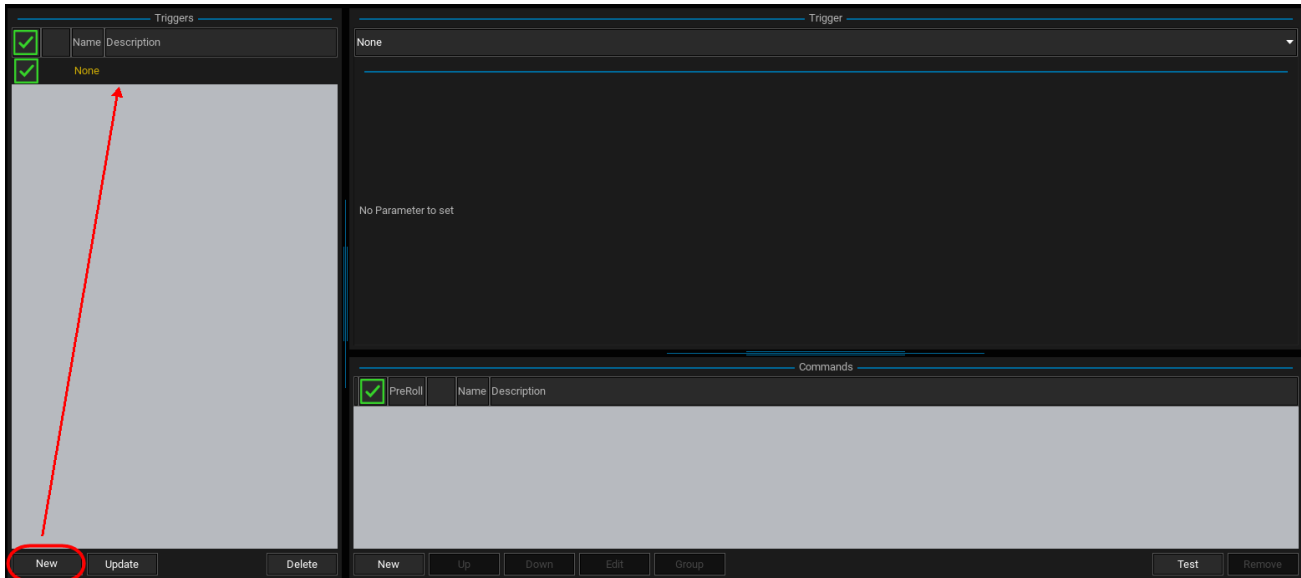 Triggers
Name Description
None
New Update Delete
Trigger
None
No Parameter to set
Commands
PreRoll Name Description
New Up Down Edit Group Test Remove